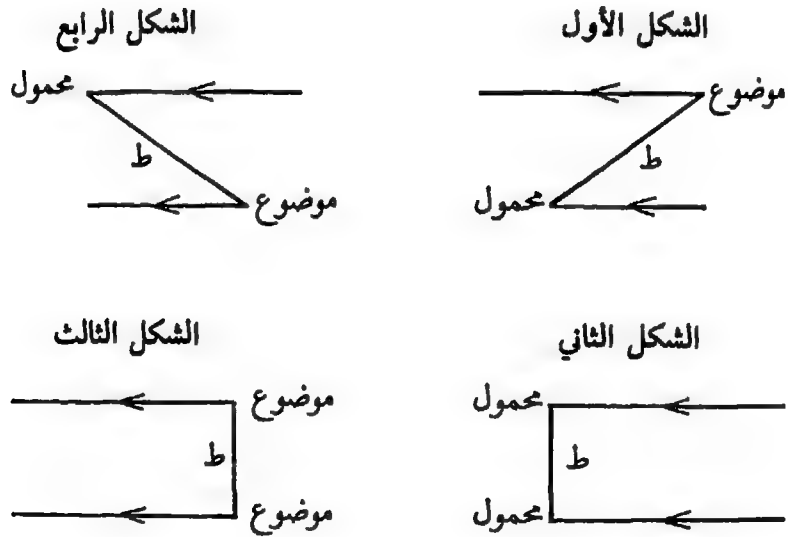 الشكل الأول
موضوع
ط
محمول
الشكل الرابع
محمول
ط
موضوع
الشكل الثاني
محمول
ط
محمول
الشكل الثالث
موضوع
ط
موضوع